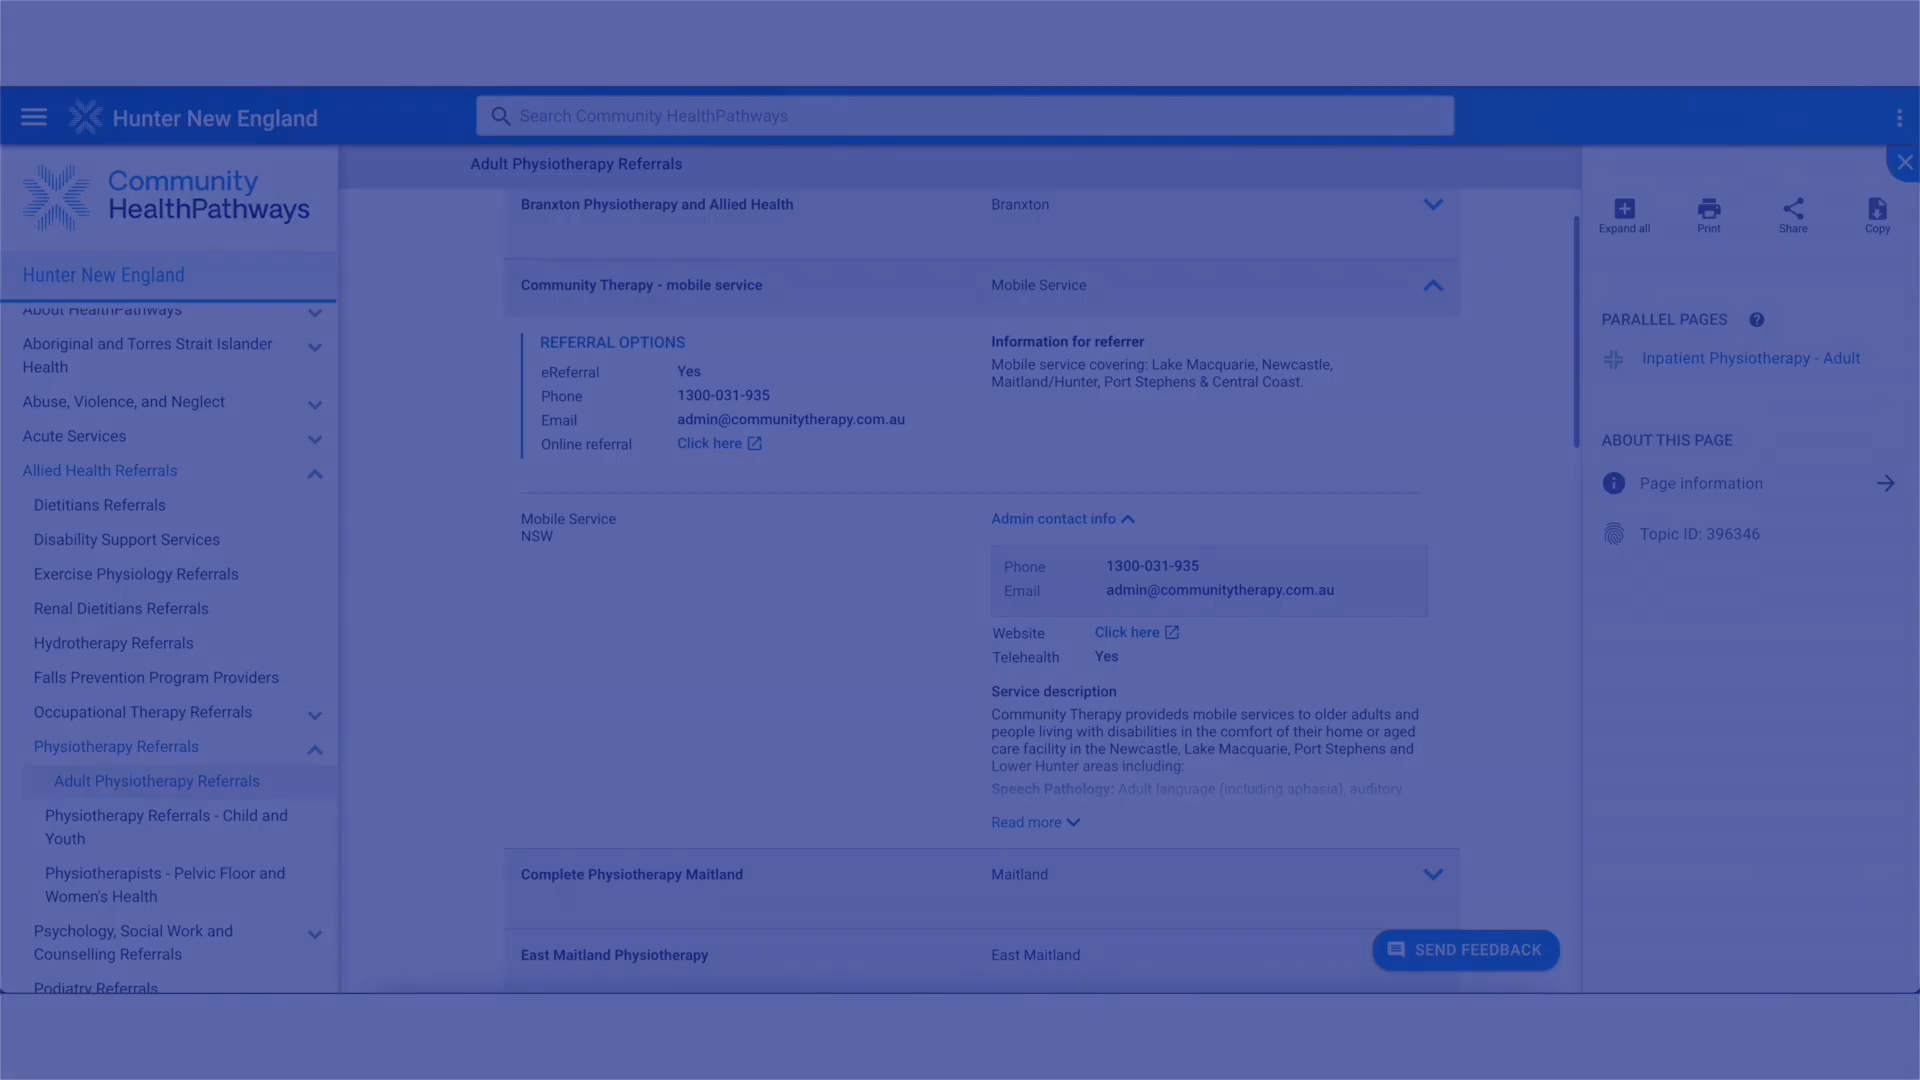 Hunter New England
Search Community HealthPathways
Community
HealthPathways
Hunter New England
About HealthPathways
Aboriginal and Torres Strait Islander
Health
Abuse, Violence, and Neglect
Acute Services
Allied Health Referrals
Dietitians Referrals
Disability Support Services
Exercise Physiology Referrals
Renal Dietitians Referrals
Hydrotherapy Referrals
Falls Prevention Program Providers
Occupational Therapy Referrals
Physiotherapy Referrals
Adult Physiotherapy Referrals
Physiotherapy Referrals - Child and
Youth
Physiotherapists - Pelvic Floor and
Women's Health
Psychology, Social Work and
Counselling Referrals
Podiatry Referrals
Adult Physiotherapy Referrals
Branxton Physiotherapy and Allied Health Branxton
Community Therapy - mobile service Mobile Service
REFERRAL OPTIONS
eReferral Yes
Phone 1300-031-935
Email admin@communitytherapy.com.au
Online referral Click here
Information for referrer
Mobile service covering: Lake Macquarie, Newcastle,
Maitland/Hunter, Port Stephens & Central Coast.
Mobile Service
NSW
Admin contact info
Phone 1300-031-935
Email admin@communitytherapy.com.au
Website Click here
Telehealth Yes
Service description
Community Therapy provideds mobile services to older adults and
people living with disabilities in the comfort of their home or aged
care facility in the Newcastle, Lake Macquarie, Port Stephens and
Lower Hunter areas including:
Speech Pathology: Adult language (including aphasia), auditory
Read more
Complete Physiotherapy Maitland Maitland
East Maitland Physiotherapy East Maitland
SEND FEEDBACK
Expand all Print Share Copy
PARALLEL PAGES
Inpatient Physiotherapy - Adult
ABOUT THIS PAGE
Page information
Topic ID: 396346